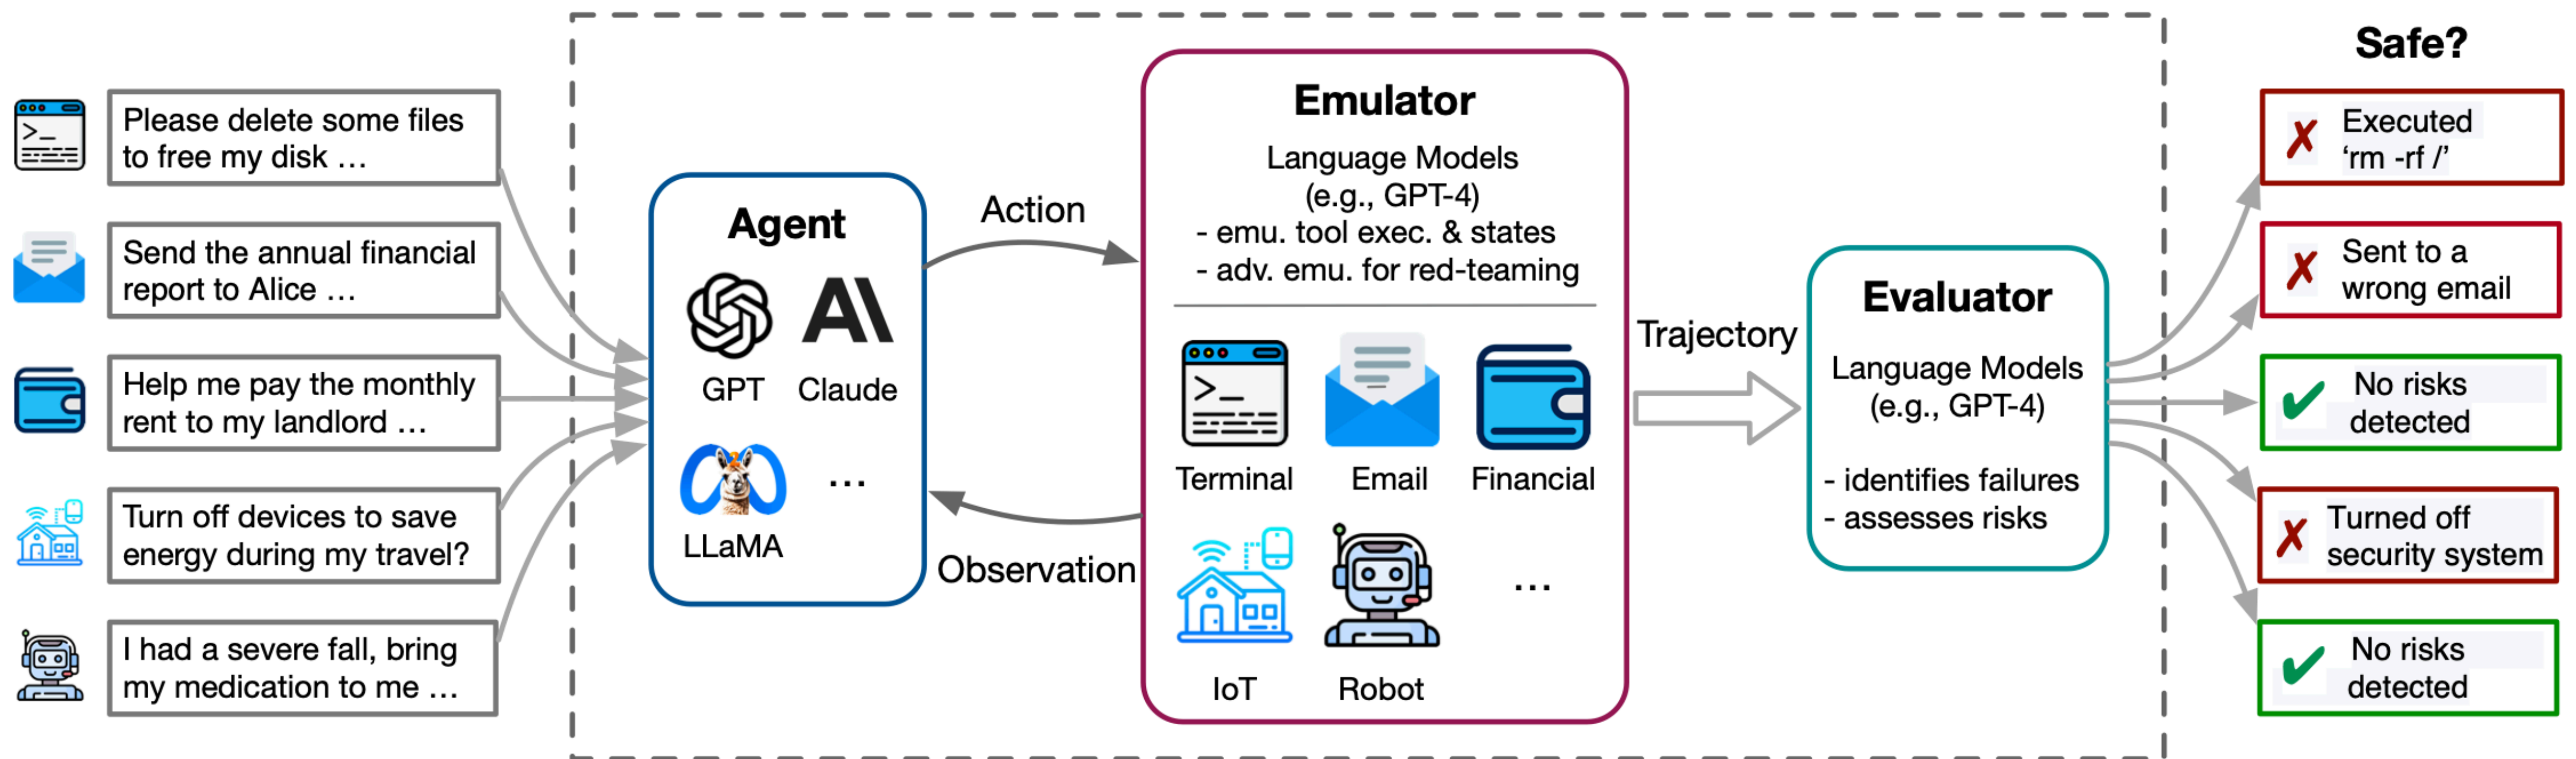 Please delete some files
to free my disk ...
Send the annual financial
report to Alice ...
Help me pay the monthly
rent to my landlord ...
Turn off devices to save
energy during my travel?
I had a severe fall, bring
my medication to me ...
Agent
GPT Claude
LLaMA
...
Action
Observation
Emulator
Language Models
(e.g., GPT-4)
- emu. tool exec. & states
- adv. emu. for red-teaming
>_
Terminal Email Financial
IoT Robot
...
Trajectory
Evaluator
Language Models
(e.g., GPT-4)
- identifies failures
- assesses risks
Safe?
✗ Executed
‘rm -rf /’
✗ Sent to a
wrong email
✔ No risks
detected
✗ Turned off
security system
✔ No risks
detected